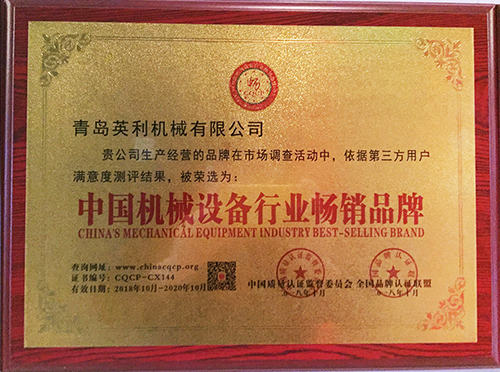 畅
CQCP
青岛英利机械有限公司
贵公司生产经营的品牌在市场调查活动中，依据第三方用户
满意度测评结果，被荣选为：
中国机械设备行业畅销品牌
CHINA'S MECHANICAL EQUIPMENT INDUSTRY BEST-SELLING BRAND
查询网址：www.chinacqcp.org
证书编号：CQCP-CX144
有效日期：2018年10月-2020年10月
中国质量认证监督委员会 全国品牌认证联盟